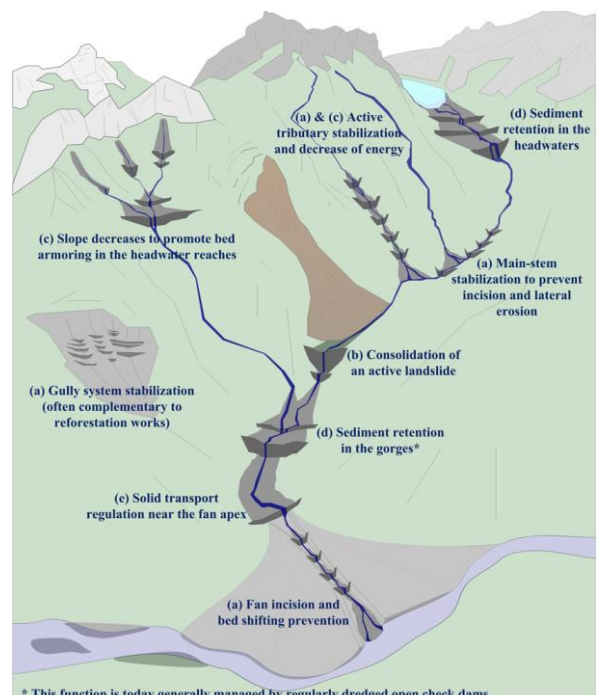 (a) & (c) Active
tributary stabilization
and decrease of energy
(d) Sediment
retention in the
headwaters
(c) Slope decreases to promote bed
armoring in the headwater reaches
(a) Main-stem
stabilization to prevent
incision and lateral
erosion
(b) Consolidation of
an active landslide
(a) Gully system stabilization
(often complementary to
reforestation works)
(d) Sediment retention
in the gorges*
(e) Solid transport
regulation near the fan apex
(a) Fan incision and
bed shifting prevention
* This function is today generally managed by regularly dredged open check dams